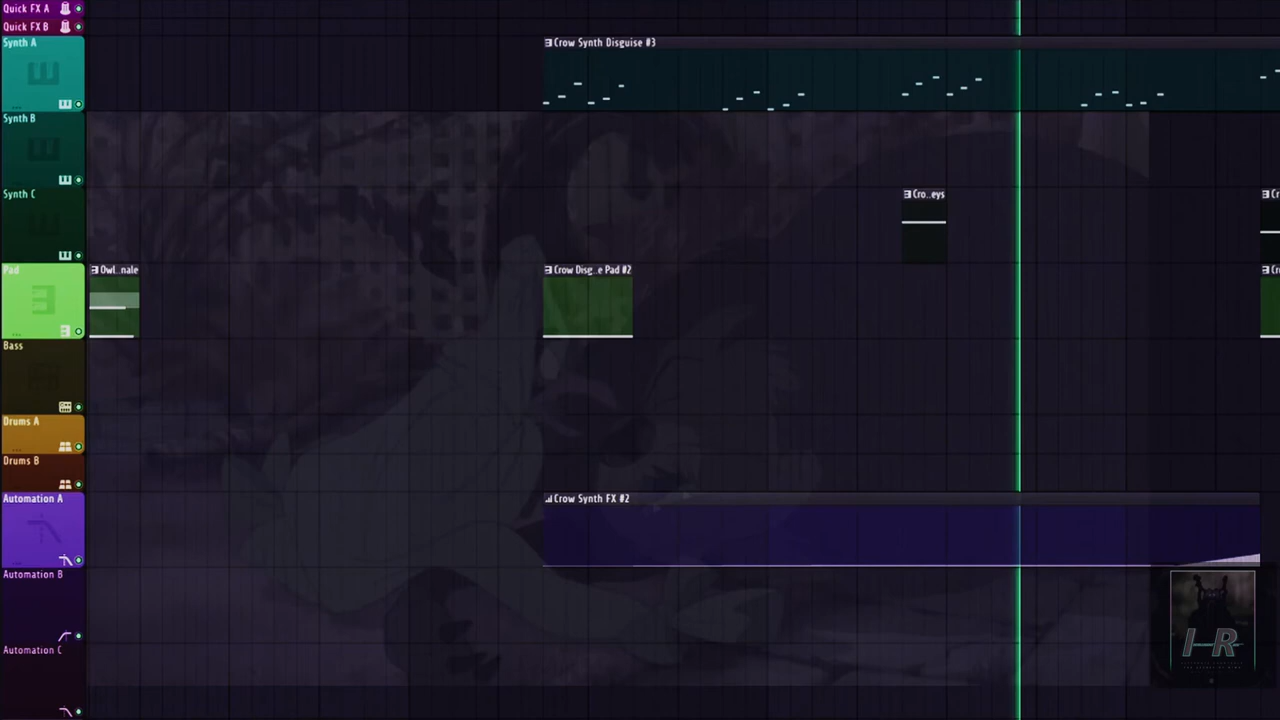 Quick FX A
Quick FX B
Synth A
Crow Synth Disguise #3
Synth B
Synth C
Cro..eys
Pad
Owl..nale
Crow Disg..e Pad #2
Bass
Drums A
Drums B
Automation A
Crow Synth FX #2
Automation B
Automation C